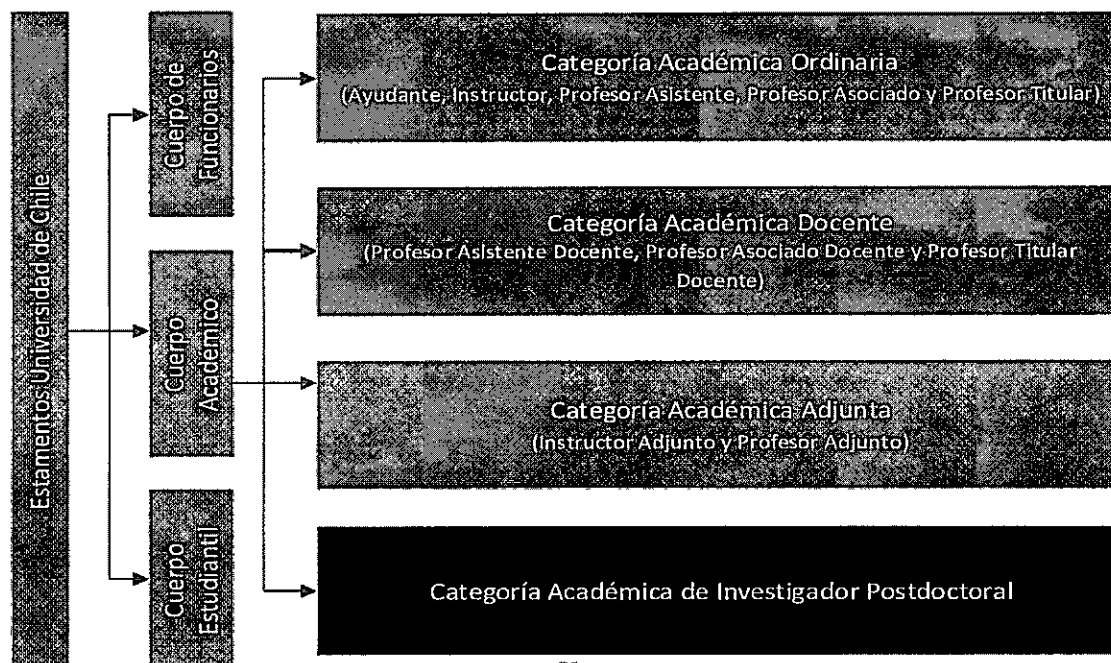 Estamentos Universidad de Chile
Cuerpo de
Funcionarios
Cuerpo
Académico
Cuerpo
Estudiantil
Categoría Académica Ordinaria
(Ayudante, Instructor, Profesor Asistente, Profesor Asociado y Profesor Titular)
Categoría Académica Docente
(Profesor Asistente Docente, Profesor Asociado Docente y Profesor Titular
Docente)
Categoría Académica Adjunta
(Instructor Adjunto y Profesor Adjunto)
Categoría Académica de Investigador Postdoctoral